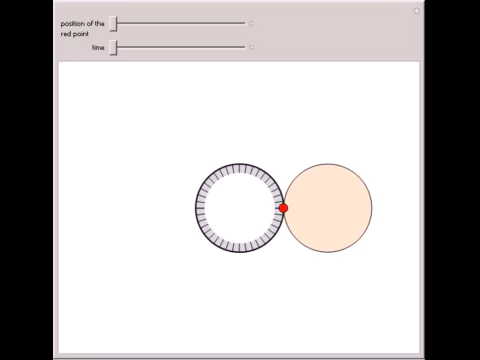 position of the
red point
time